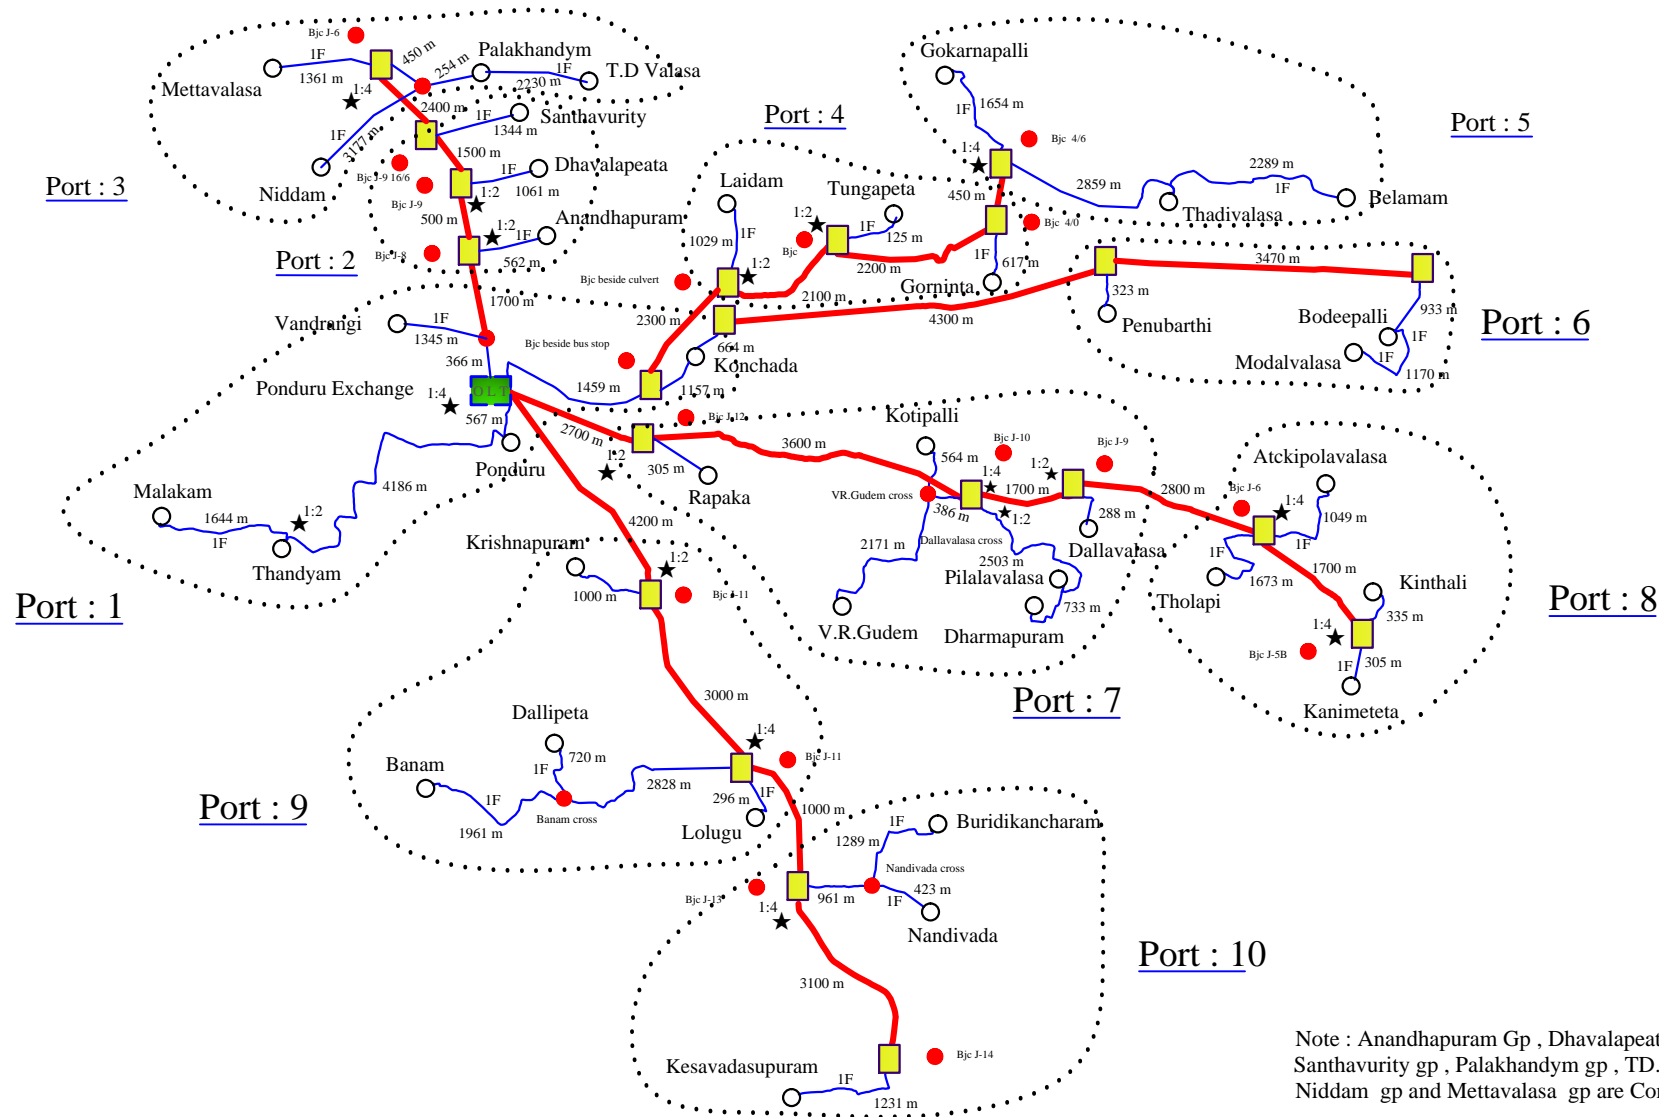 Bjc J-6
1F
450 m
254 m
Palakhandym
1F
T.D Valasa
2230 m
Mettavalasa
1361 m
1:4
2400 m
1F
Santhavurity
1344 m
1F
3177 m
Niddam
1500 m
Bjc J-9 16/6
1F
Dhavalapeata
1061 m
1:2
Bjc J-9
500 m
1:2
Anandhapuram
1F
562 m
Bjc J-8
Port : 3
Port : 2
1700 m
Gokarnapalli
1F
1654 m
Port : 4
Port : 5
Bjc 4/6
1:4
2859 m
2289 m
1F
Thadivalasa
Belamam
450 m
Bjc 4/0
Laidam
Tungapeta
1:2
1F
125 m
Bjc
1029 m
1F
1:2
2200 m
1F
617 m
Gorninta
Bjc beside culvert
2100 m
2300 m
4300 m
3470 m
323 m
Penubarthi
933 m
Bodeepalli
1F
Modalvalasa
1F
1170 m
Port : 6
Vandrangi
1F
1345 m
366 m
Bjc beside bus stop
664 m
Konchada
1157 m
1459 m
Ponduru Exchange
OLT
1:4
567 m
Ponduru
2700 m
Bjc J-12
1:2
305 m
Rapaka
3600 m
Kotipalli
564 m
Bjc J-10
1:4
1:2
Bjc J-9
VR.Gudem cross
386 m
1700 m
1:2
Dallavalasa cross
288 m
Dallavalasa
2800 m
2171 m
2503 m
Pilalavalasa
733 m
V.R.Gudem
Dharmapuram
Port : 7
Atckipolavalasa
Bjc J-6
1:4
1049 m
1F
1F
1673 m
Tholapi
1700 m
Kinthali
335 m
1:4
Bjc J-5B
1F
305 m
Kanimeteta
Port : 8
Malakam
1644 m
1F
1:2
Thandyam
4186 m
Port : 1
4200 m
Krishnapuram
1:2
1000 m
Bjc J-11
3000 m
Dallipeta
720 m
1F
Banam
1F
1961 m
Banam cross
2828 m
1:4
Bjc J-11
296 m
1F
Lolugu
Port : 9
1000 m
1F
Buridikancharam
1289 m
Nandivada cross
961 m
423 m
1F
Nandivada
Bjc J-13
1:4
3100 m
Port : 10
Bjc J-14
Kesavadasupuram
1F
1231 m
Note : Anandhapuram Gp , Dhavalapeat
Santhavurity gp , Palakhandym gp , TD.
Niddam gp and Mettavalasa gp are Co